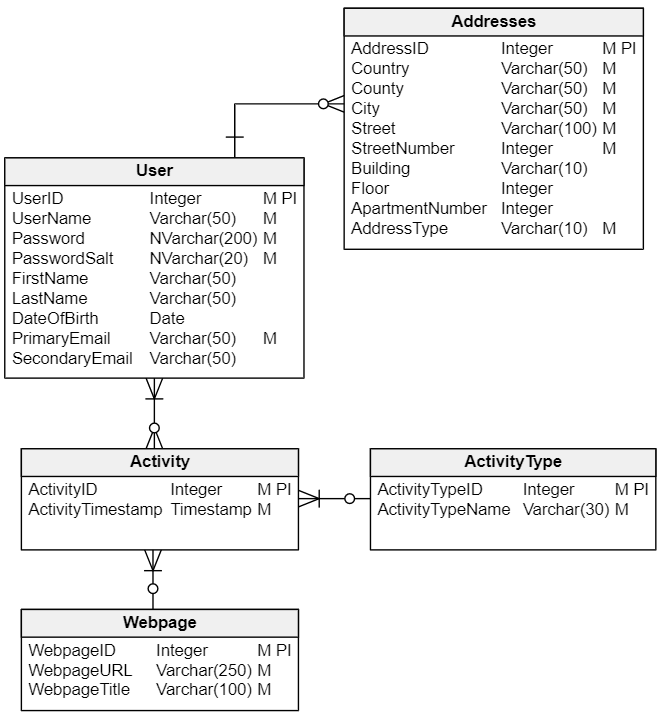 Addresses
AddressID Integer M PI
Country Varchar(50) M
County Varchar(50) M
City Varchar(50) M
Street Varchar(100) M
StreetNumber Integer M
Building Varchar(10)
Floor Integer
ApartmentNumber Integer
AddressType Varchar(10) M
User
UserID Integer M PI
UserName Varchar(50) M
Password NVarchar(200) M
PasswordSalt NVarchar(20) M
FirstName Varchar(50)
LastName Varchar(50)
DateOfBirth Date
PrimaryEmail Varchar(50) M
SecondaryEmail Varchar(50)
Activity
ActivityID Integer M PI
ActivityTimestamp Timestamp M
ActivityType
ActivityTypeID Integer M PI
ActivityTypeName Varchar(30) M
Webpage
WebpageID Integer M PI
WebpageURL Varchar(250) M
WebpageTitle Varchar(100) M